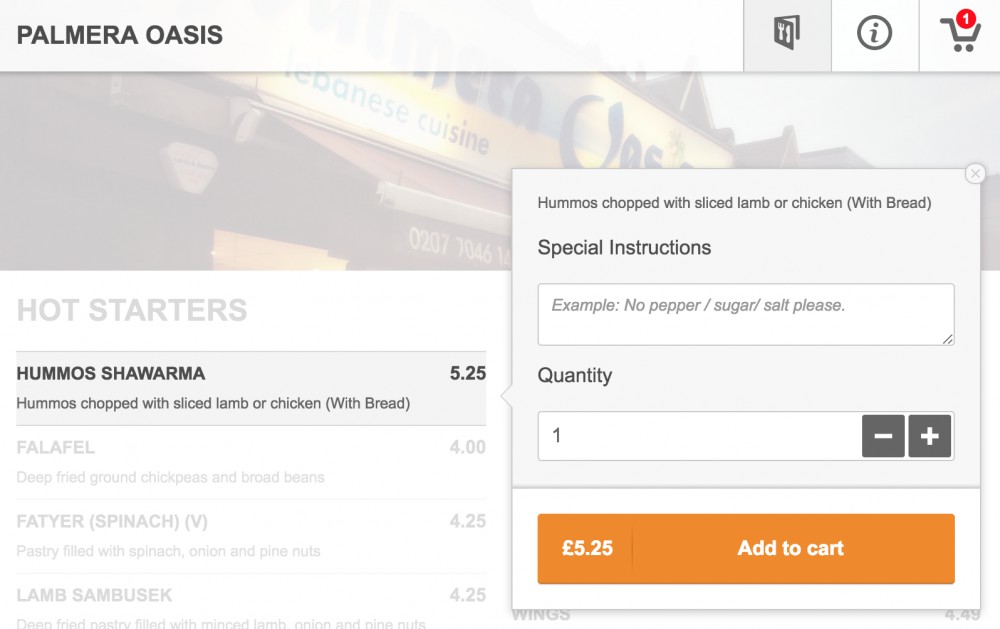 PALMERA OASIS
1
Palmera Oas
lebanese cuisine
0207 7046 14
HOT STARTERS
HUMMOS SHAWARMA 5.25
Hummos chopped with sliced lamb or chicken (With Bread)
FALAFEL 4.00
Deep fried ground chickpeas and broad beans
FATYER (SPINACH) (V) 4.25
Pastry filled with spinach, onion and pine nuts
LAMB SAMBUSEK 4.25
Deep fried pastry filled with minced lamb, onion and pine nuts
Hummos chopped with sliced lamb or chicken (With Bread)
Special Instructions
Example: No pepper / sugar/ salt please.
Quantity
1
£5.25 Add to cart
WINGS 4.49